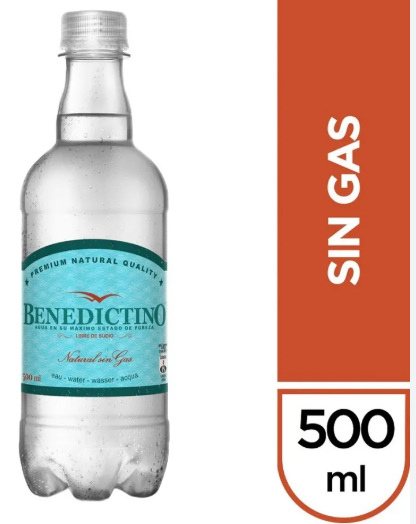 PREMIUM NATURAL QUALITY
BENEDICTINO
AGUA EN SU MAXIMO ESTADO DE PUREZA
LIBRE DE SODIO
Natural sin Gas
500 ml
eau - water - wasser - acqua
SIN GAS
500
ml